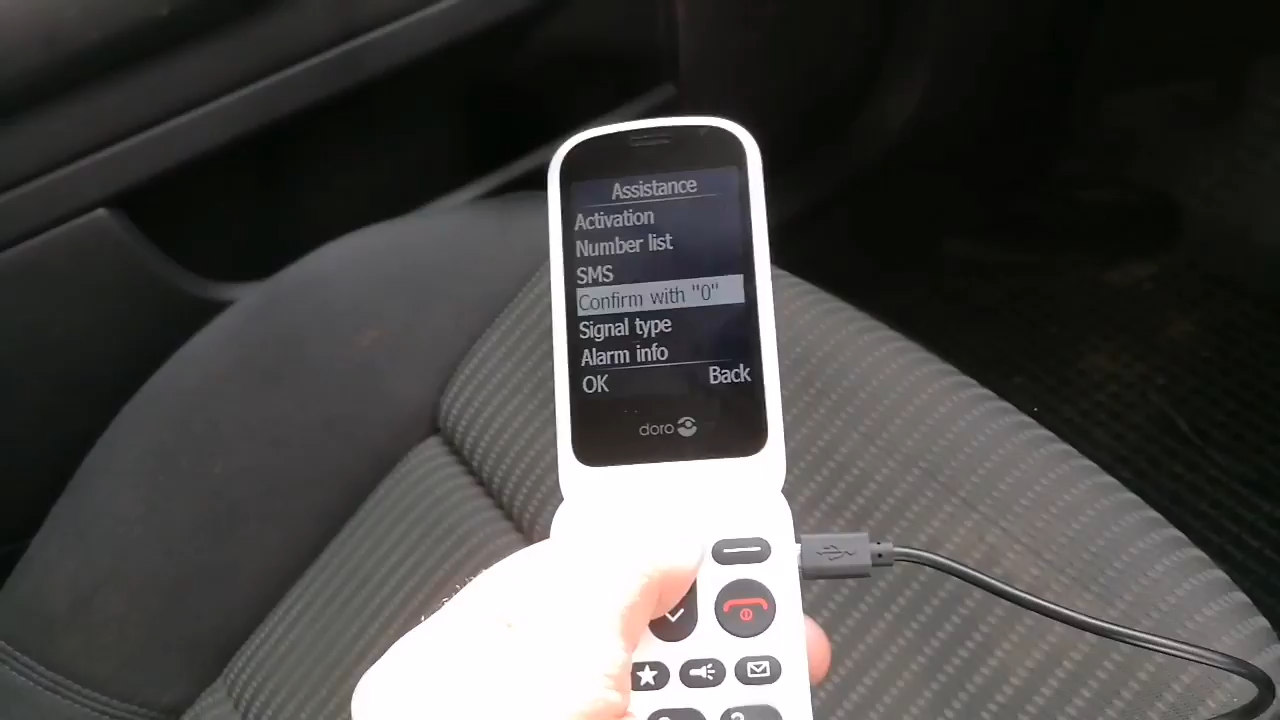 Assistance
Activation
Number list
SMS
Confirm with "0"
Signal type
Alarm info
OK Back
doro